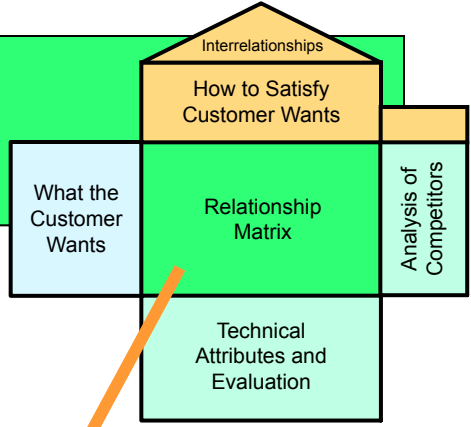 Interrelationships
How to Satisfy
Customer Wants
What the
Customer
Wants
Relationship
Matrix
Analysis of
Competitors
Technical
Attributes and
Evaluation